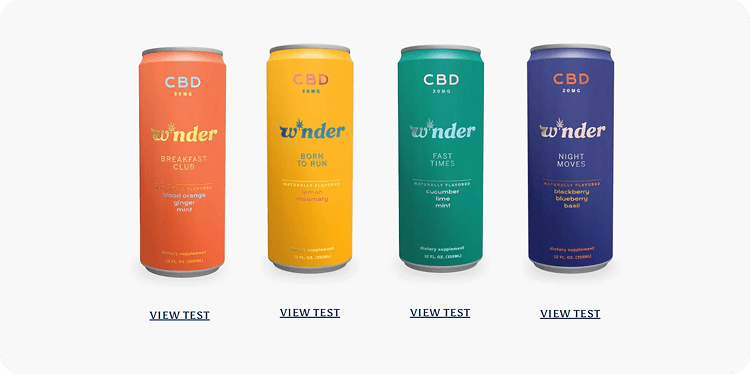 CBD
20MG
w*nder
BREAKFAST
CLUB
NATURALLY FLAVORED
blood orange
ginger
mint
dietary supplement
12 FL. OZ. (355ML)
VIEW TEST
CBD
20MG
w*nder
BORN
TO RUN
NATURALLY FLAVORED
lemon
rosemary
dietary supplement
12 FL. OZ. (355ML)
VIEW TEST
CBD
20MG
w*nder
FAST
TIMES
NATURALLY FLAVORED
cucumber
lime
mint
dietary supplement
12 FL. OZ. (355ML)
VIEW TEST
CBD
20MG
w*nder
NIGHT
MOVES
NATURALLY FLAVORED
blackberry
blueberry
basil
dietary supplement
12 FL. OZ. (355ML)
VIEW TEST